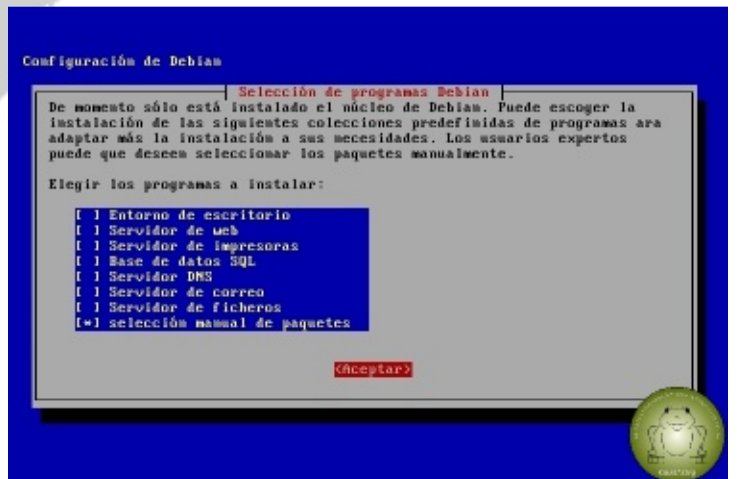 Configuración de Debian
Selección de programas Debian
De momento sólo está instalado el núcleo de Debian. Puede escoger la
instalación de las siguientes colecciones predefinidas de programas ara
adaptar más la instalación a sus necesidades. Los usuarios expertos
puede que deseen seleccionar los paquetes manualmente.
Elegir los programas a instalar:
[ ] Entorno de escritorio
[ ] Servidor de web
[ ] Servidor de impresoras
[ ] Base de datos SQL
[ ] Servidor DNS
[ ] Servidor de correo
[ ] Servidor de ficheros
[*] selección manual de paquetes
<Aceptar>